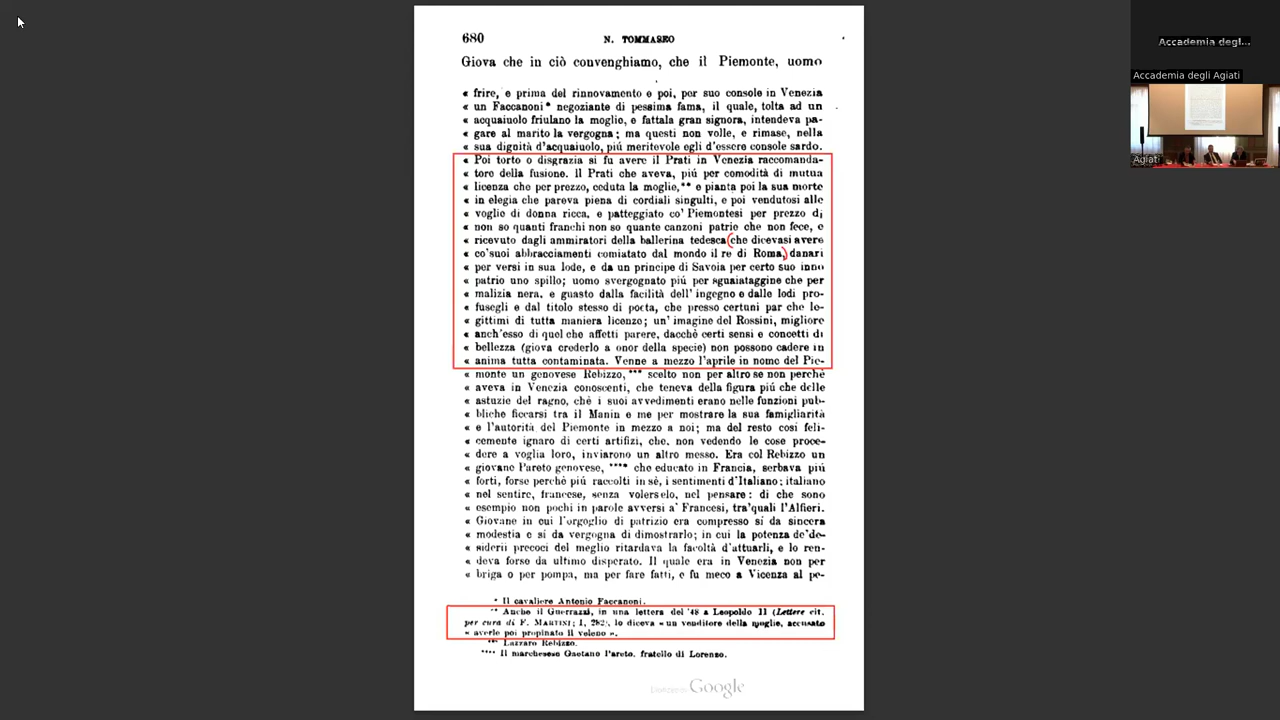 680
N. TOMMASEO
Giova che in ciò convenghiamo, che il Piemonte, uomo
« frire, e prima del rinnovamento e poi, per suo console in Venezia
« un Faccanoni* negoziante di pessima fama, il quale, tolta ad un
« acquaiuolo friulano la moglie, e fattala gran signora, intendeva pa-
« gare al marito la vergogna; ma questi non volle, e rimase, nella
« sua dignità d'acquaiuolo, piú meritevole egli d'essere console sardo.
« Poi torto o disgrazia si fu avere il Prati in Venezia raccomanda-
« tore della fusione. Il Prati che aveva, piú per comodità di mutua
« licenza che per prezzo, ceduta la moglie,** e pianta poi la sua morte
« in elegia che pareva piena di cordiali singulti, e poi vendutosi alle
« voglie di donna ricca, e patteggiato co' Piemontesi per prezzo di
« non so quanti franchi non so quante canzoni patrie che non fece, e
« ricevuto dagli ammiratori della ballerina tedesca (che dicevasi avere
« co'suoi abbracciamenti comiatato dal mondo il re di Roma,) danari
« per versi in sua lode, e da un principe di Savoia per certo suo inno
« patrio uno spillo; uomo svergognato piú per sguaiataggine che per
« malizia nera, e guasto dalla facilità dell' ingegno e dalle lodi pro-
« fusegli e dal titolo stesso di poeta, che presso certuni par che le-
« gittimi di tutta maniera licenze; un' imagine del Rossini, migliore
« anch'esso di quel che affetti parere, dacchè certi sensi e concetti di
« bellezza (giova crederlo a onor della specie) non possono cadere in
« anima tutta contaminata. Venne a mezzo l'aprile in nome del Pie-
« monte un genovese Rebizzo, *** scelto non per altro se non perchè
« aveva in Venezia conoscenti, che teneva della figura piú che delle
« astuzie del ragno, chè i suoi avvedimenti erano nelle funzioni pub-
« bliche ficcarsi tra il Manin e me per mostrare la sua famigliarità
« e l'autorità del Piemonte in mezzo a noi; ma del resto cosí feli-
« cemente ignaro di certi artifizi, che, non vedendo le cose proce-
« dere a voglia loro, inviarono un altro messo. Era col Rebizzo un
« giovane Pareto genovese, **** che educato in Francia, serbava piú
« forti, forse perchè piú raccolti in sè, i sentimenti d'Italiano; italiano
« nel sentire, francese, senza volerselo, nel pensare: di che sono
« esempio non pochi in parole avversi a' Francesi, tra'quali l'Alfieri.
« Giovane in cui l'orgoglio di patrizio era compresso sí da sincera
« modestia e sí da vergogna di dimostrarlo; in cui la potenza de'de-
« siderii precoci del meglio ritardava la facoltà d'attuarli, e lo ren-
« deva forse da ultimo disperato. Il quale era in Venezia non per
« briga o per pompa, ma per fare fatti, e fu meco a Vicenza al pe-
* Il cavaliere Antonio Faccanoni.
** Anche il Guerrazzi, in una lettera del '48 a Leopoldo II (Lettere cit.
per cura di F. MARTINI; I, 282), lo diceva « un venditore della moglie, accusato
« averle poi propinato il veleno ».
*** Lazzaro Rebizzo.
**** Il marchesese Gaetano Pareto, fratello di Lorenzo.
Google
Accademia degl...
Accademia degli Agiati
Agiati